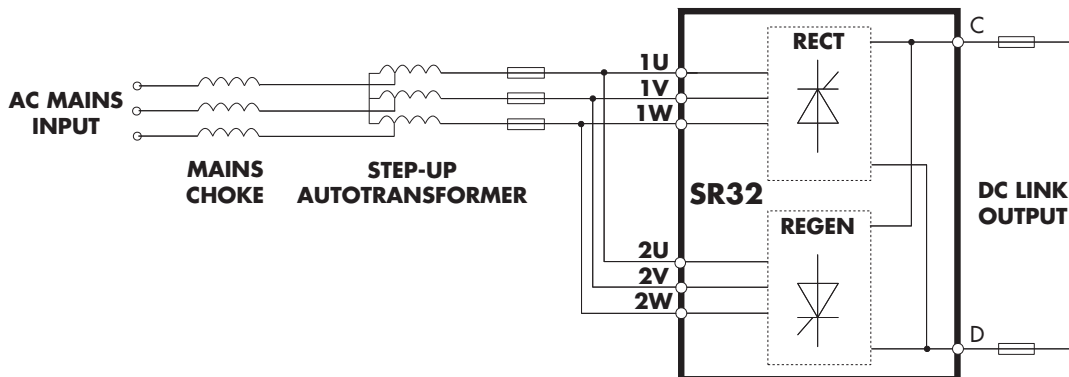 AC MAINS
INPUT
MAINS
CHOKE
STEP-UP
AUTOTRANSFORMER
1U
1V
1W
2U
2V
2W
SR32
RECT
REGEN
C
D
DC LINK
OUTPUT